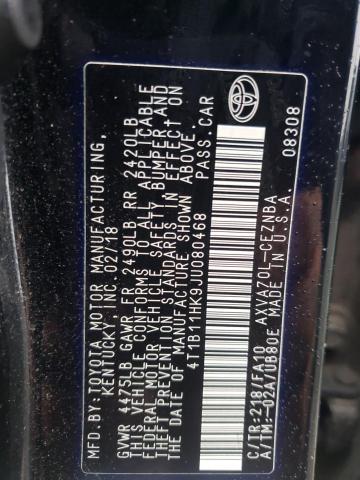 MFD.BY:TOYOTA MOTOR MANUFACTURING,
KENTUCKY, INC. 02/18
GVWR 4475LB GAWR FR 2490LB RR 2420LB
THIS VEHICLE CONFORMS TO ALL APPLICABLE
FEDERAL MOTOR VEHICLE SAFETY, BUMPER AND
THEFT PREVENTION STANDARDS IN EFFECT ON
THE DATE OF MANUFACTURE SHOWN ABOVE.
4T1B11HK9JU080468 PASS.CAR
TOYOTA
C/TR:218/FA10 AXVA70L-CEZNBA
A/TM:-02A/UB80E MADE IN U.S.A.
08308